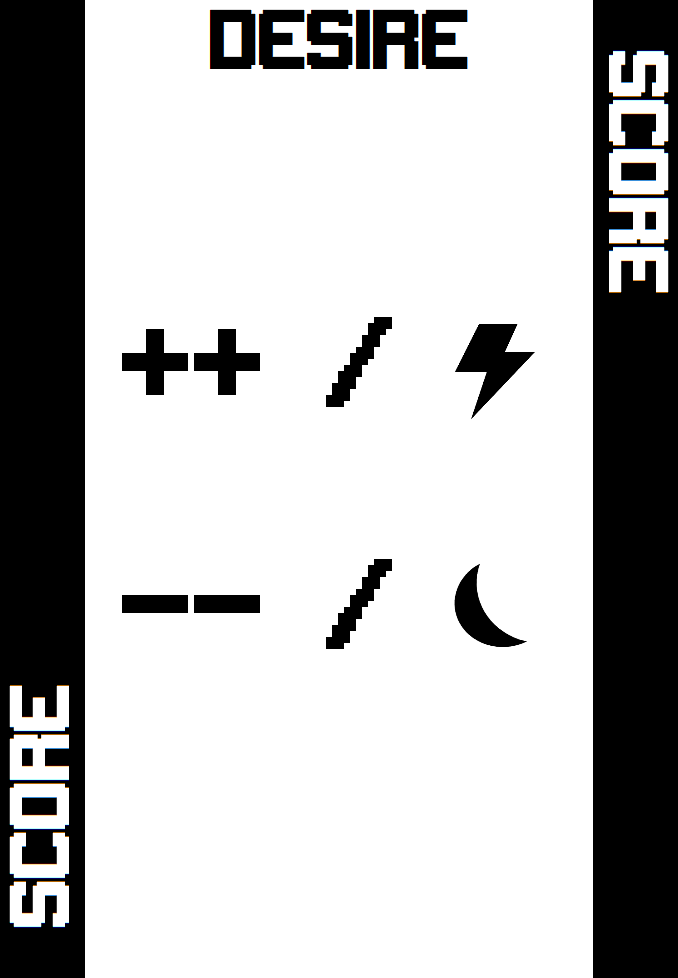 DESIRE
SCORE
++ /
-- /
SCORE